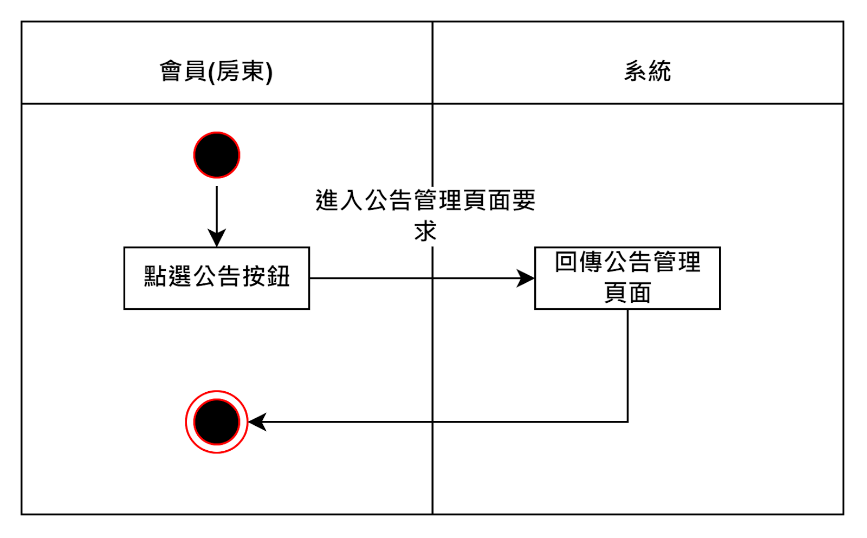 會員(房東)
系統
進入公告管理頁面要
求
點選公告按鈕
回傳公告管理
頁面